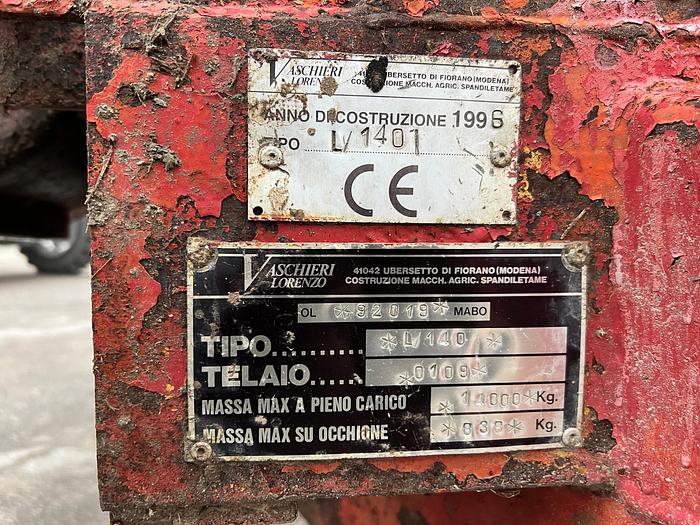 VASCHIERI LORENZO
UBERSETTO DI FIORANO (MODENA)
COSTRUZIONE MACCH. AGRIC. SPANDILETAME
ANNO DI COSTRUZIONE 1996
TIPO L/1401
CE
VASCHIERI LORENZO
41042 UBERSETTO DI FIORANO (MODENA)
COSTRUZIONE MACCH. AGRIC. SPANDILETAME
OL *92019* MABO
TIPO.......... *L/140*
TELAIO..... *0109*
MASSA MAX A PIENO CARICO *14000* Kg.
MASSA MAX SU OCCHIONE Kg.